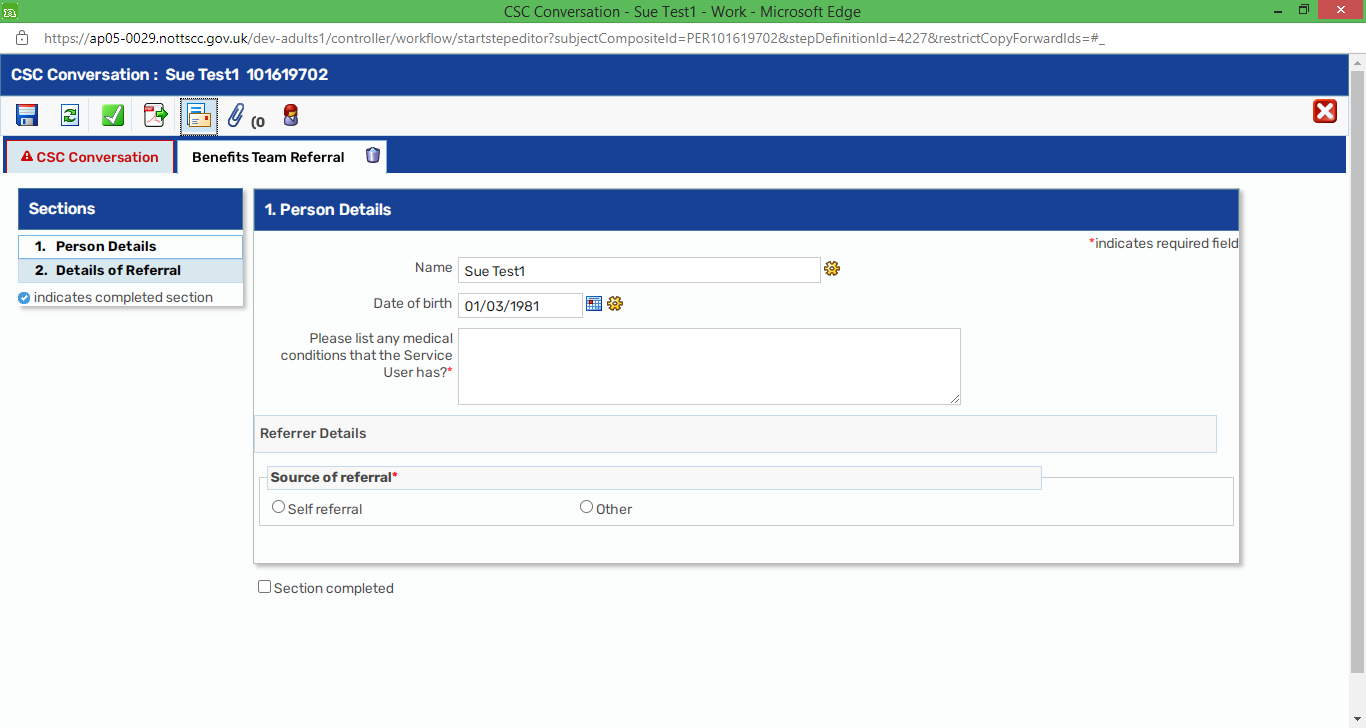 CSC Conversation - Sue Test1 - Work - Microsoft Edge
https://ap05-0029.nottscc.gov.uk/dev-adults1/controller/workflow/startstepeditor?subjectCompositeId=PER101619702&stepDefinitionId=4227&restrictCopyForwardIds=#_
CSC Conversation : Sue Test1 101619702
(0
CSC Conversation
Benefits Team Referral
Sections
1. Person Details
2. Details of Referral
indicates completed section
1. Person Details
*indicates required field
Name
Sue Test1
Date of birth
01/03/1981
Please list any medical
conditions that the Service
User has?*
Referrer Details
Source of referral*
Self referral
Other
Section completed